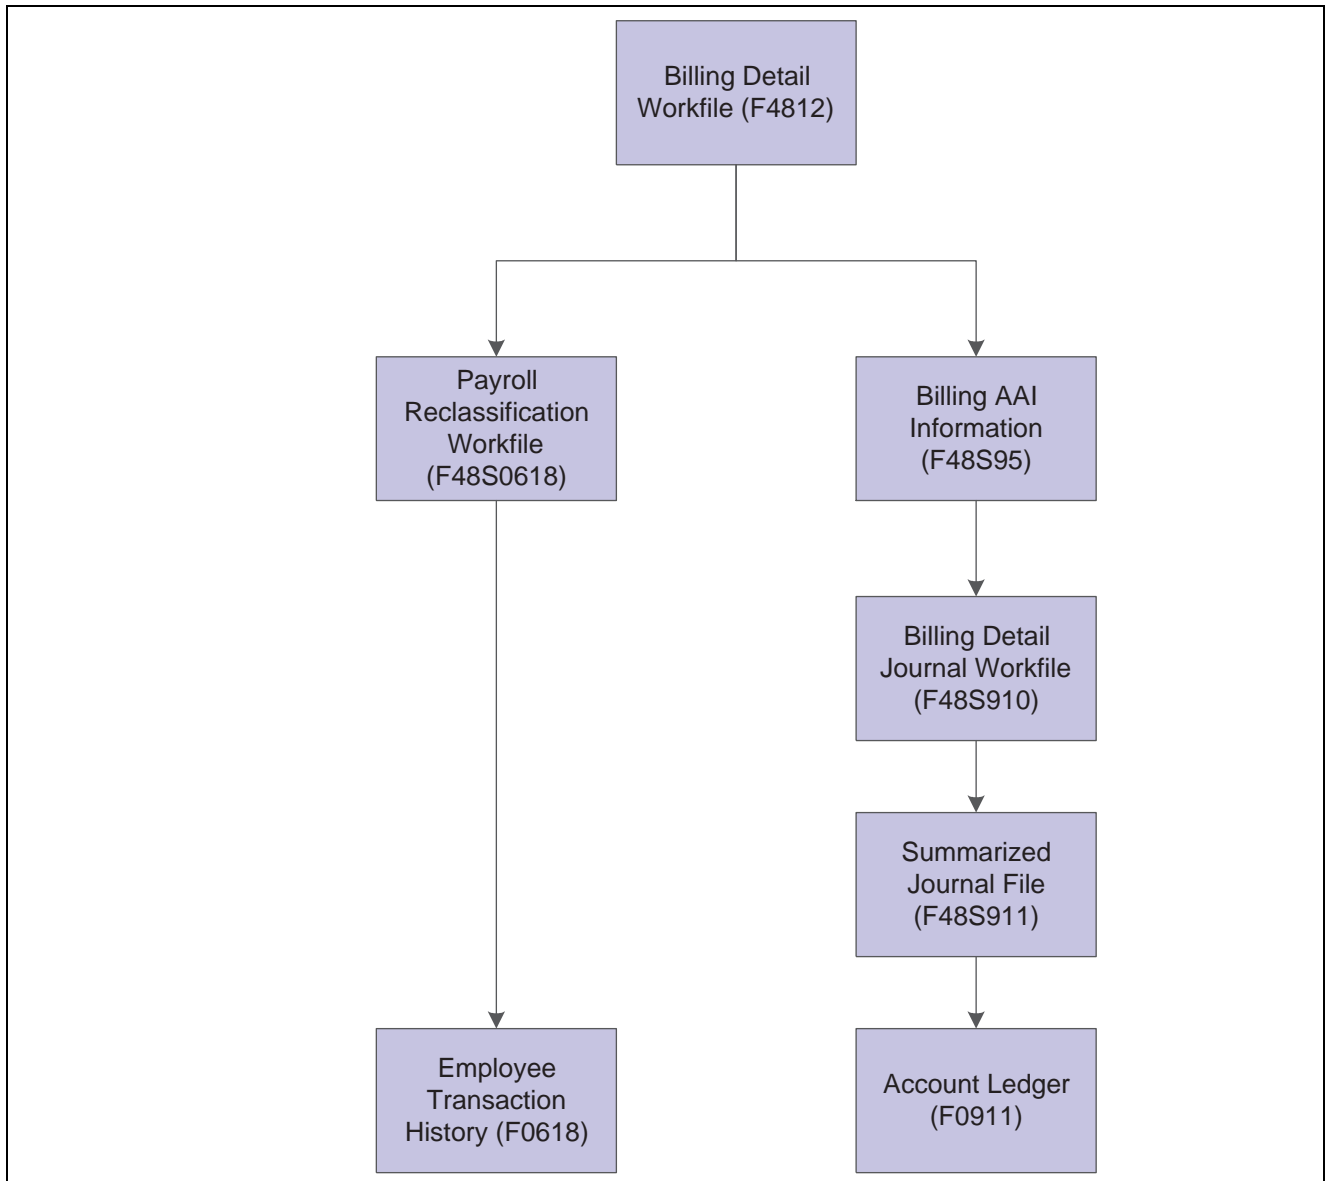 Billing Detail
Workfile (F4812)
Payroll
Reclassification
Workfile
(F48S0618)
Billing AAI
Information
(F48S95)
Billing Detail
Journal Workfile
(F48S910)
Summarized
Journal File
(F48S911)
Employee
Transaction
History (F0618)
Account Ledger
(F0911)